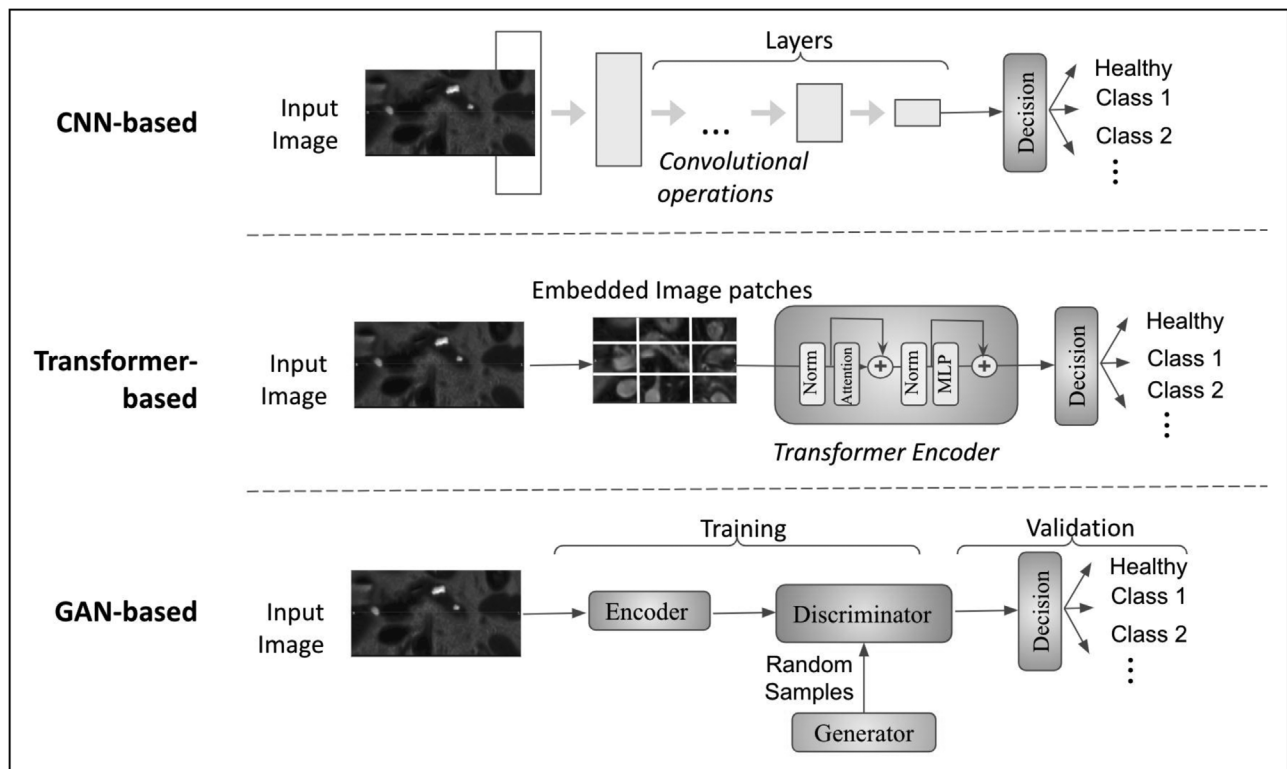 Layers
CNN-based
Input
Image
...
Convolutional
operations
Decision
Healthy
Class 1
Class 2
⋮
Embedded Image patches
Transformer-
based
Input
Image
Norm
Attention
+
Norm
MLP
+
Transformer Encoder
Decision
Healthy
Class 1
Class 2
⋮
Training
Validation
GAN-based
Input
Image
Encoder
Discriminator
Random
Samples
Generator
Decision
Healthy
Class 1
Class 2
⋮